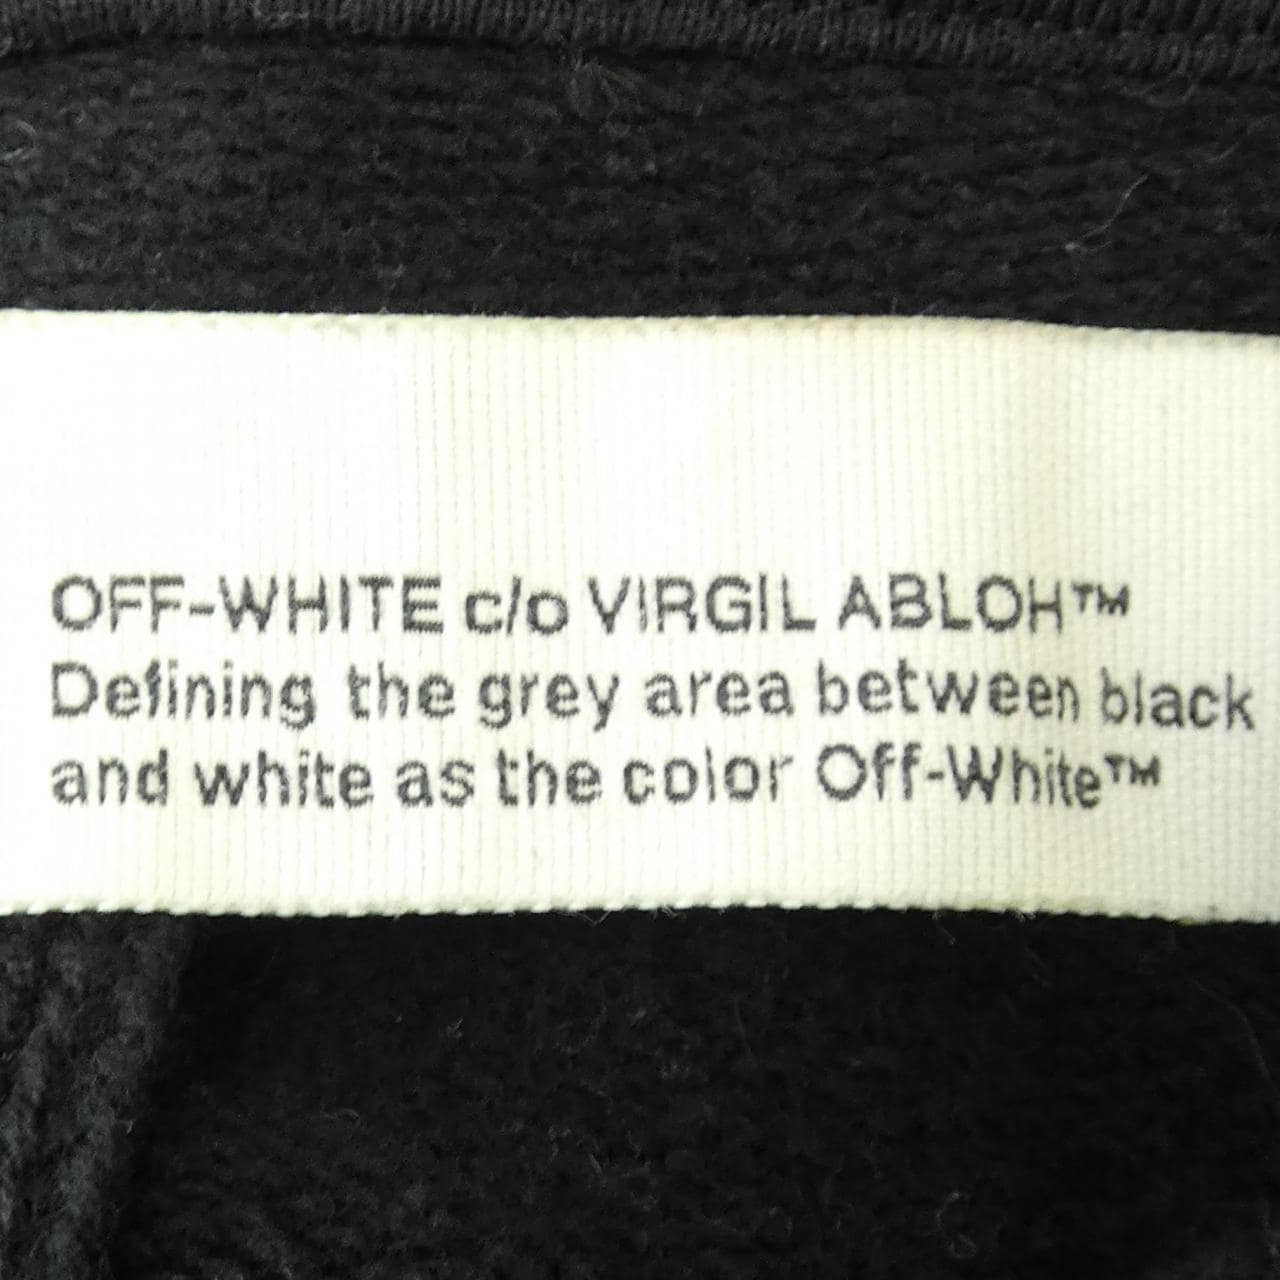 OFF-WHITE c/o VIRGIL ABLOH™
Defining the grey area between black
and white as the color Off-White™